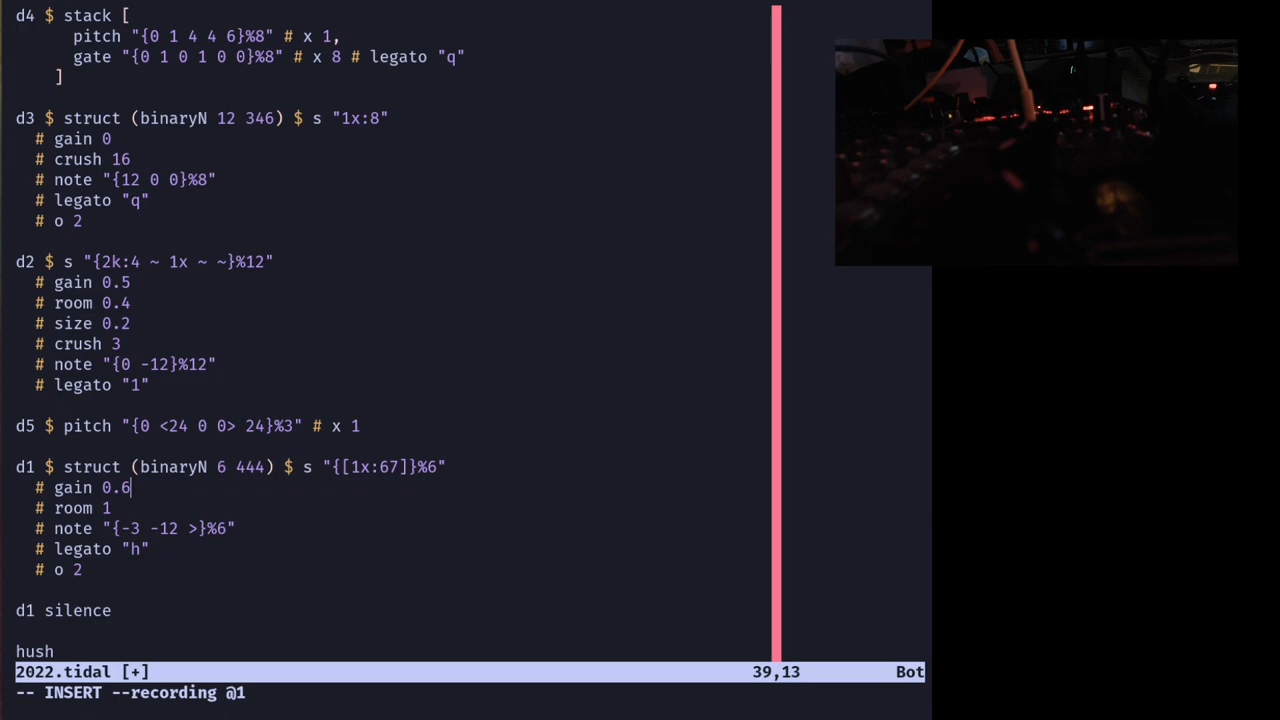 d4 $ stack [
      pitch "{0 1 4 4 6}%8" # x 1,
      gate "{0 1 0 1 0 0}%8" # x 8 # legato "q"
    ]
d3 $ struct (binaryN 12 346) $ s "1x:8"
  # gain 0
  # crush 16
  # note "{12 0 0}%8"
  # legato "q"
  # o 2
d2 $ s "{2k:4 ~ 1x ~ ~}%12"
  # gain 0.5
  # room 0.4
  # size 0.2
  # crush 3
  # note "{0 -12}%12"
  # legato "1"
d5 $ pitch "{0 <24 0 0> 24}%3" # x 1
d1 $ struct (binaryN 6 444) $ s "{[1x:67]}%6"
  # gain 0.6
  # room 1
  # note "{-3 -12 >}%6"
  # legato "h"
  # o 2
d1 silence
hush
2022.tidal [+] 39,13 Bot
-- INSERT --recording @1